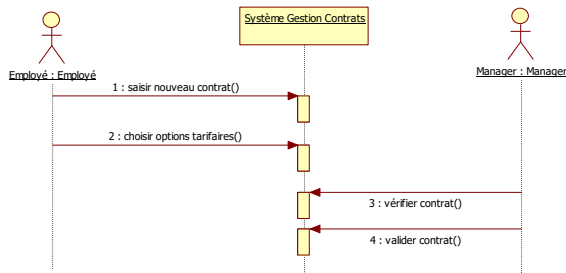 Système Gestion Contrats
Employé : Employé
Manager : Manager
1 : saisir nouveau contrat()
2 : choisir options tarifaires()
3 : vérifier contrat()
4 : valider contrat()